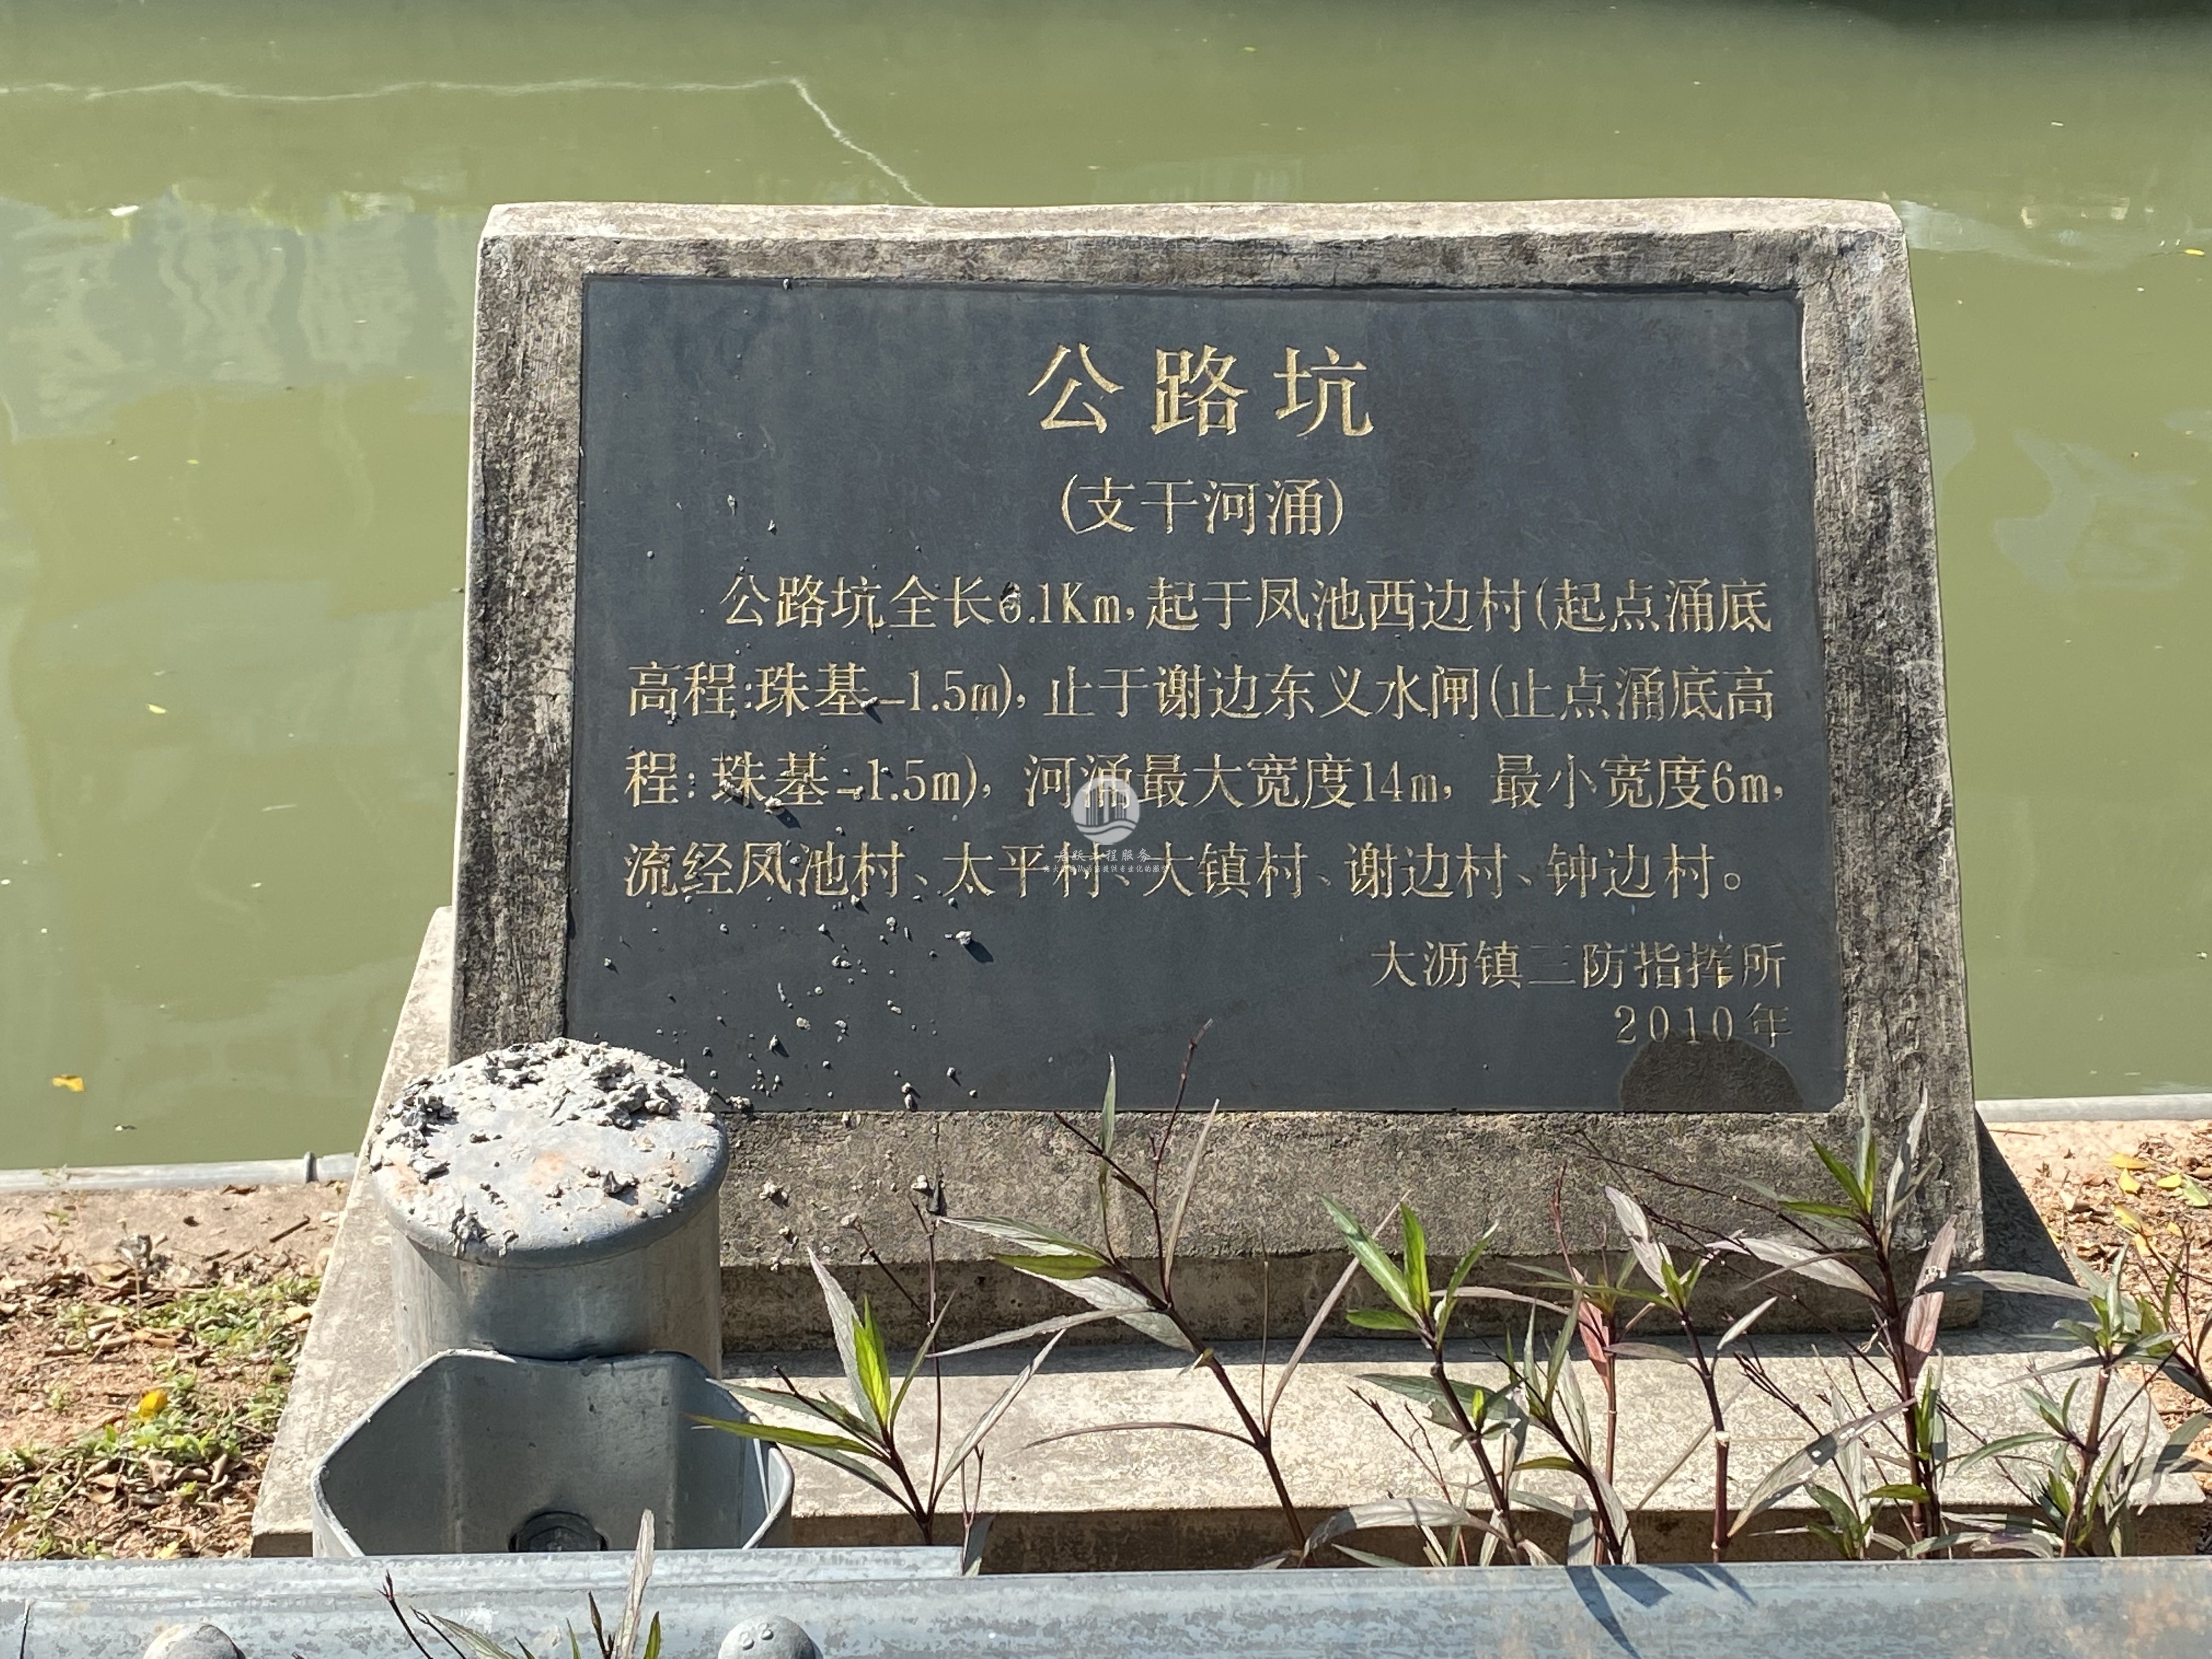 公路坑
(支干河涌)
公路坑全长6.1Km,起于凤池西边村(起点涌底
高程:珠基-1.5m),止于谢边东义水闸(止点涌底高
程:珠基-1.5m),河涌最大宽度14m,最小宽度6m,
流经凤池村、太平村、大镇村、谢边村、钟边村。
大沥镇三防指挥所
2010年
程服务